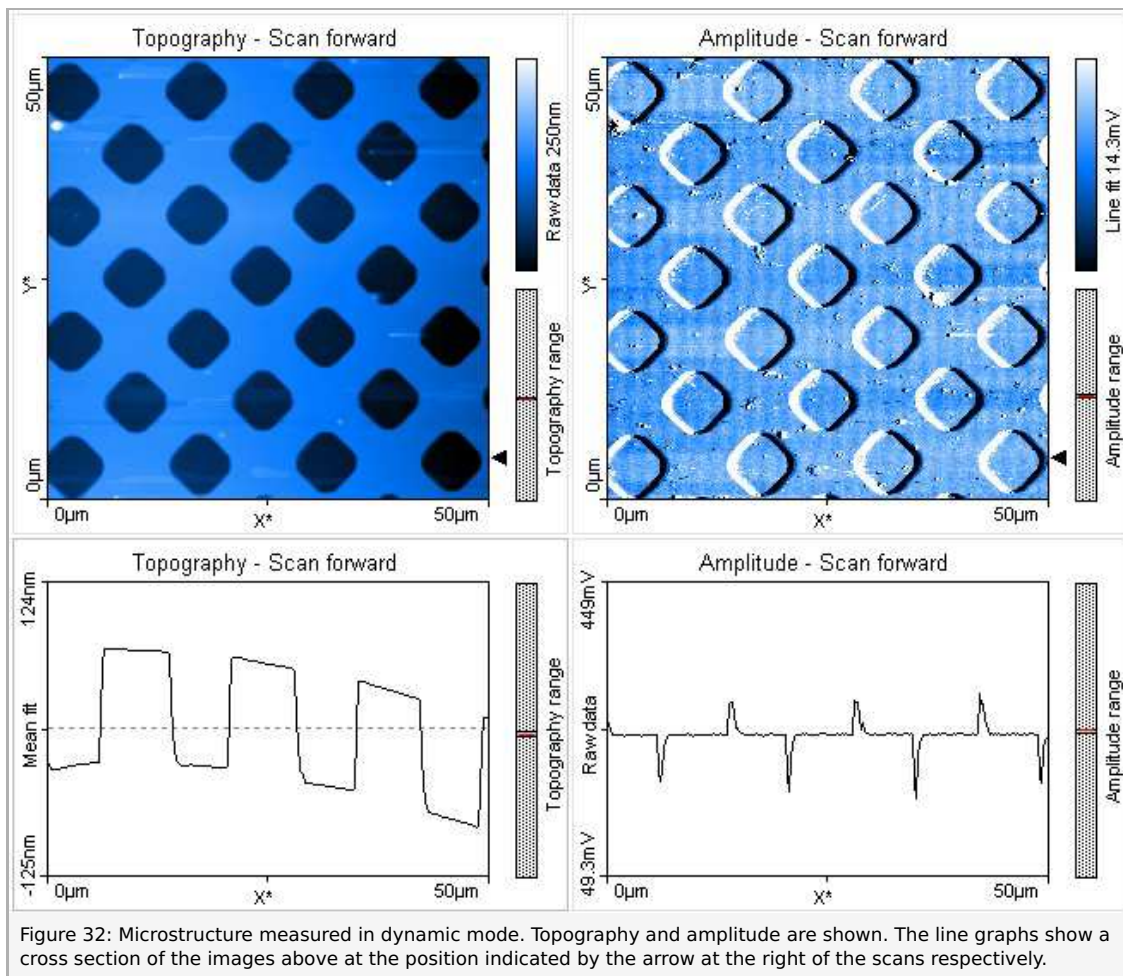 Topography - Scan forward
50µm
Y*
0µm
0µm
X*
50µm
Raw data 250nm
Topography range
Amplitude - Scan forward
50µm
Y*
0µm
0µm
X*
50µm
Line fit 14.3mV
Amplitude range
Topography - Scan forward
124nm
Mean fit
-125nm
0µm
X*
50µm
Topography range
Amplitude - Scan forward
449mV
Raw data
49.3mV
0µm
X*
50µm
Amplitude range
Figure 32: Microstructure measured in dynamic mode. Topography and amplitude are shown. The line graphs show a
cross section of the images above at the position indicated by the arrow at the right of the scans respectively.